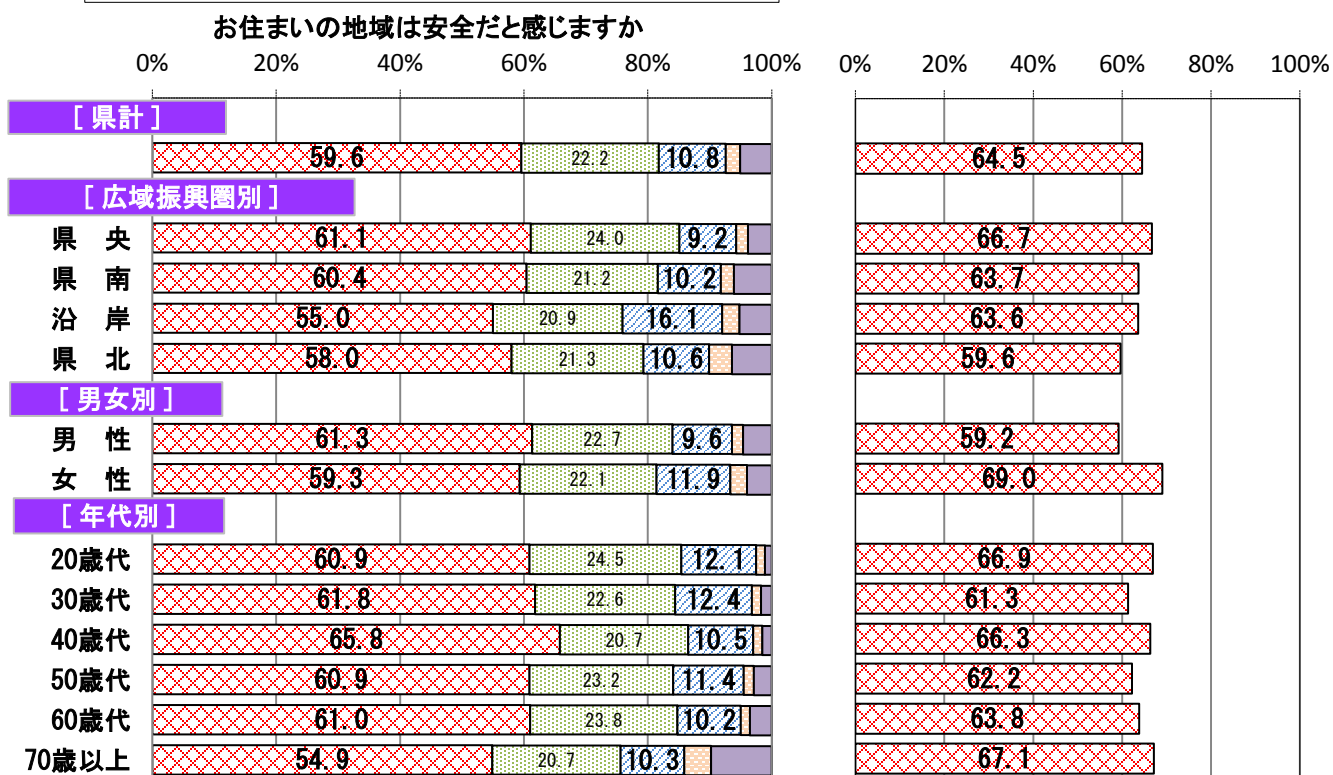 お住まいの地域は安全だと感じますか
0% 20% 40% 60% 80% 100% 0% 20% 40% 60% 80% 100%
[ 県計 ]
59.6 22.2 10.8 64.5
[ 広域振興圏別 ]
県 央 61.1 24.0 9.2 66.7
県 南 60.4 21.2 10.2 63.7
沿 岸 55.0 20.9 16.1 63.6
県 北 58.0 21.3 10.6 59.6
[ 男女別 ]
男 性 61.3 22.7 9.6 59.2
女 性 59.3 22.1 11.9 69.0
[ 年代別 ]
20歳代 60.9 24.5 12.1 66.9
30歳代 61.8 22.6 12.4 61.3
40歳代 65.8 20.7 10.5 66.3
50歳代 60.9 23.2 11.4 62.2
60歳代 61.0 23.8 10.2 63.8
70歳以上 54.9 20.7 10.3 67.1